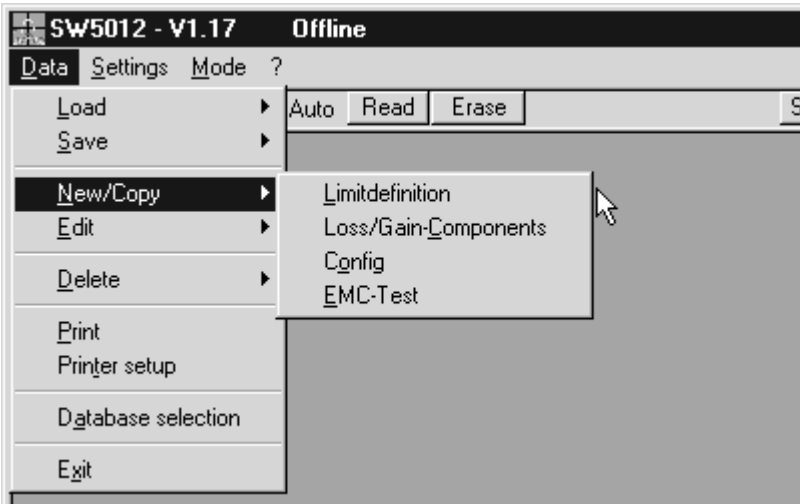 SW5012 - V1.17 Offline
Data Settings Mode ?
Auto Read Erase S
Load
Save
New/Copy
Edit
Delete
Print
Printer setup
Database selection
Exit
Limitdefinition
Loss/Gain-Components
Config
EMC-Test